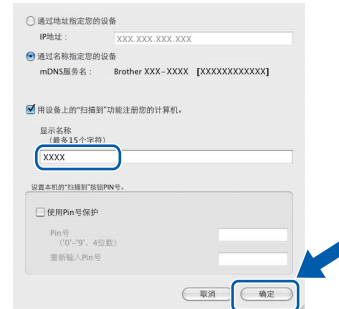 通过地址指定您的设备
IP地址： XXX.XXX.XXX.XXX
通过名称指定您的设备
mDNS服务名： Brother XXX-XXXX [XXXXXXXXXXXX]
用设备上的“扫描到”功能注册您的计算机。
显示名称
（最多15个字符）
XXXX
设置本机的“扫描到”按钮PIN号。
使用Pin号保护
Pin号
（‘0’-‘9’，4位数）
重新输入Pin号
取消 确定